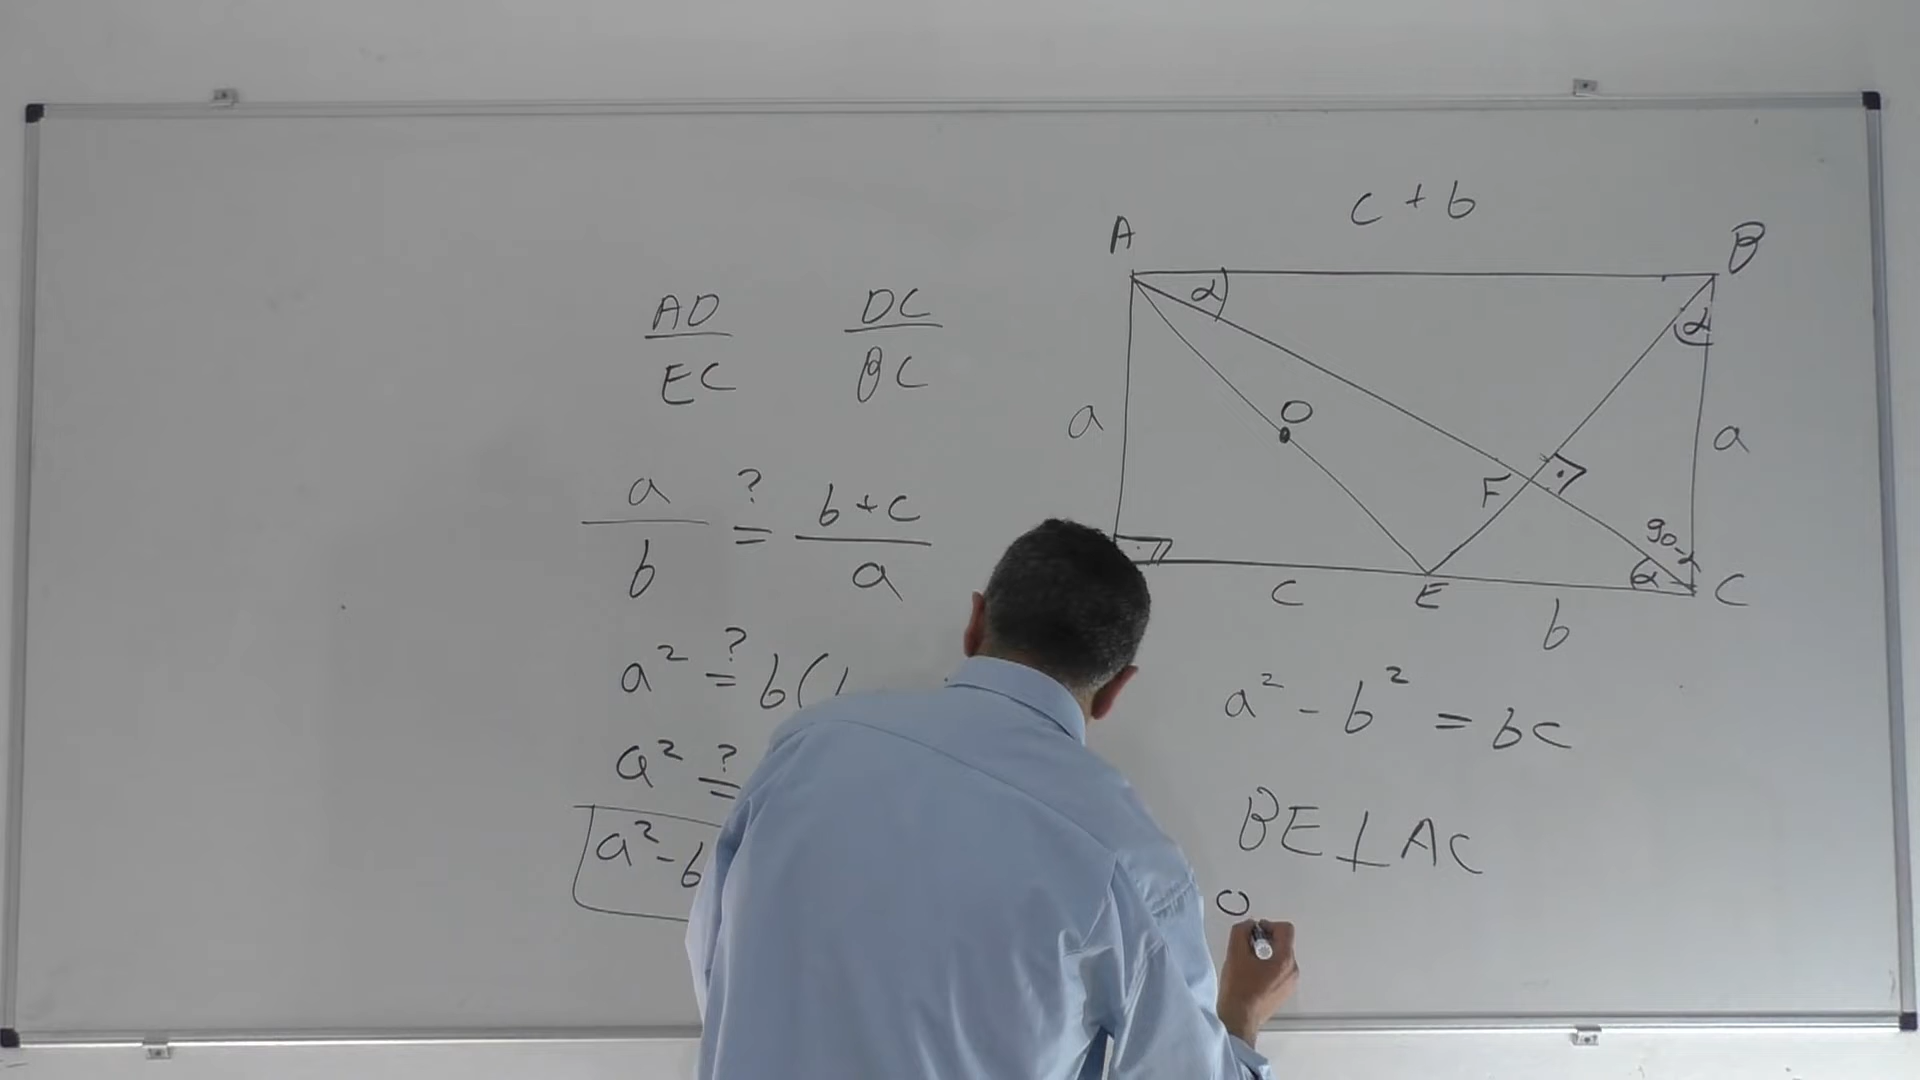 AD DC
EC BC
a ? b+c
b = a
a² ?= b(
a² ?=
a²-b
c + b
A
B
α
α
O
a
a
F
90-α
α
c
E
b
C
a² - b² = bc
BE⊥AC
O